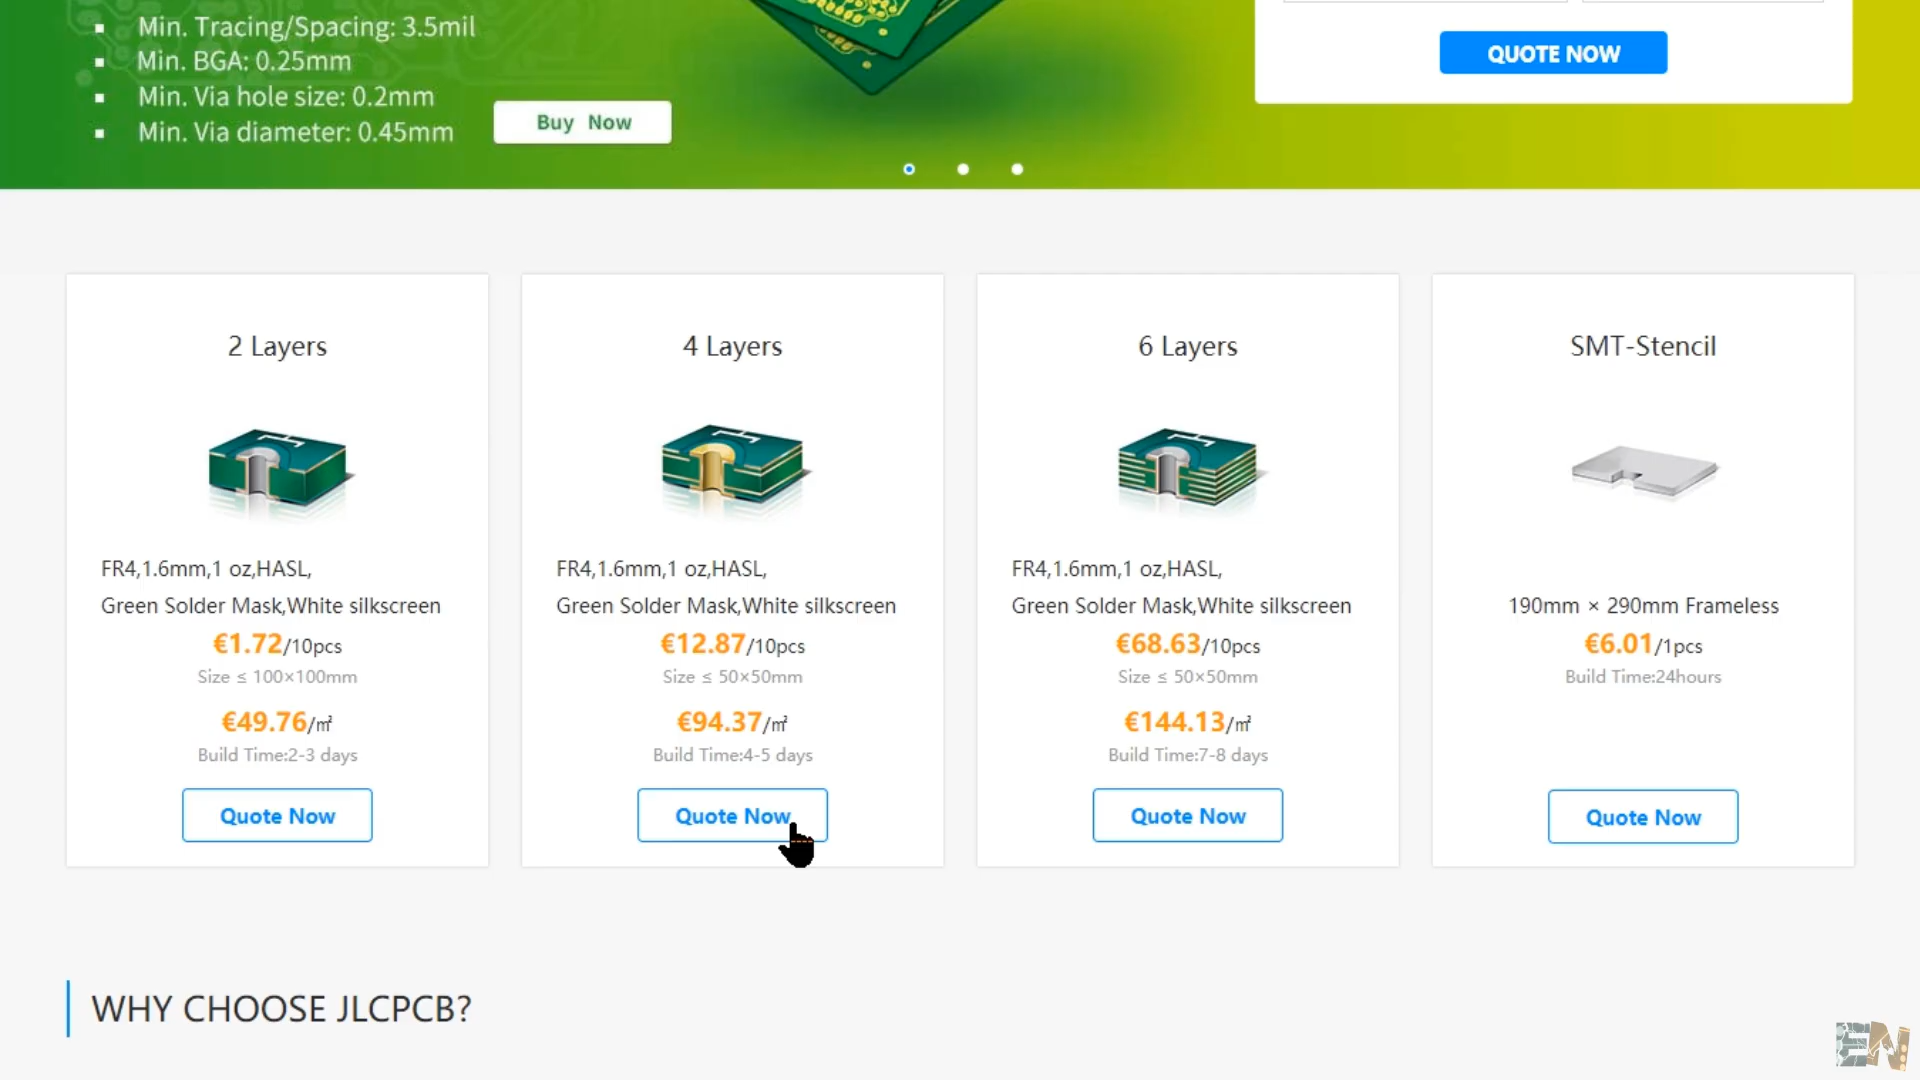 Min. Tracing/Spacing: 3.5mil
Min. BGA: 0.25mm
Min. Via hole size: 0.2mm
Min. Via diameter: 0.45mm
Buy Now
QUOTE NOW
2 Layers
FR4,1.6mm,1 oz,HASL,
Green Solder Mask,White silkscreen
€1.72/10pcs
Size ≤ 100×100mm
€49.76/㎡
Build Time:2-3 days
Quote Now
4 Layers
FR4,1.6mm,1 oz,HASL,
Green Solder Mask,White silkscreen
€12.87/10pcs
Size ≤ 50×50mm
€94.37/㎡
Build Time:4-5 days
Quote Now
6 Layers
FR4,1.6mm,1 oz,HASL,
Green Solder Mask,White silkscreen
€68.63/10pcs
Size ≤ 50×50mm
€144.13/㎡
Build Time:7-8 days
Quote Now
SMT-Stencil
190mm × 290mm Frameless
€6.01/1pcs
Build Time:24hours
Quote Now
WHY CHOOSE JLCPCB?
EN